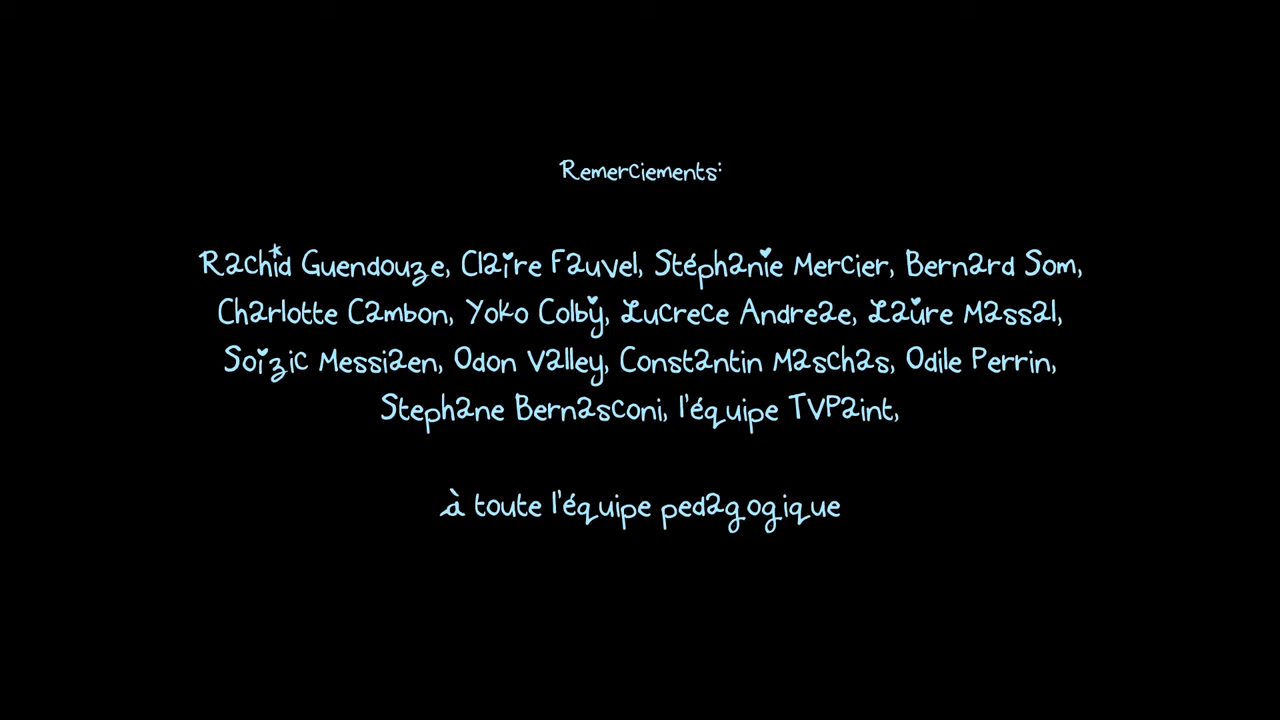 Remerciements:
Rachid Guendouze, Claire Fauvel, Stéphanie Mercier, Bernard Som,
Charlotte Cambon, Yoko Colby, Lucrece Andreae, Laure Massal,
Soizic Messiaen, Odon Valley, Constantin Maschas, Odile Perrin,
Stephane Bernasconi, l'équipe TVPaint,
à toute l'équipe pedagogique